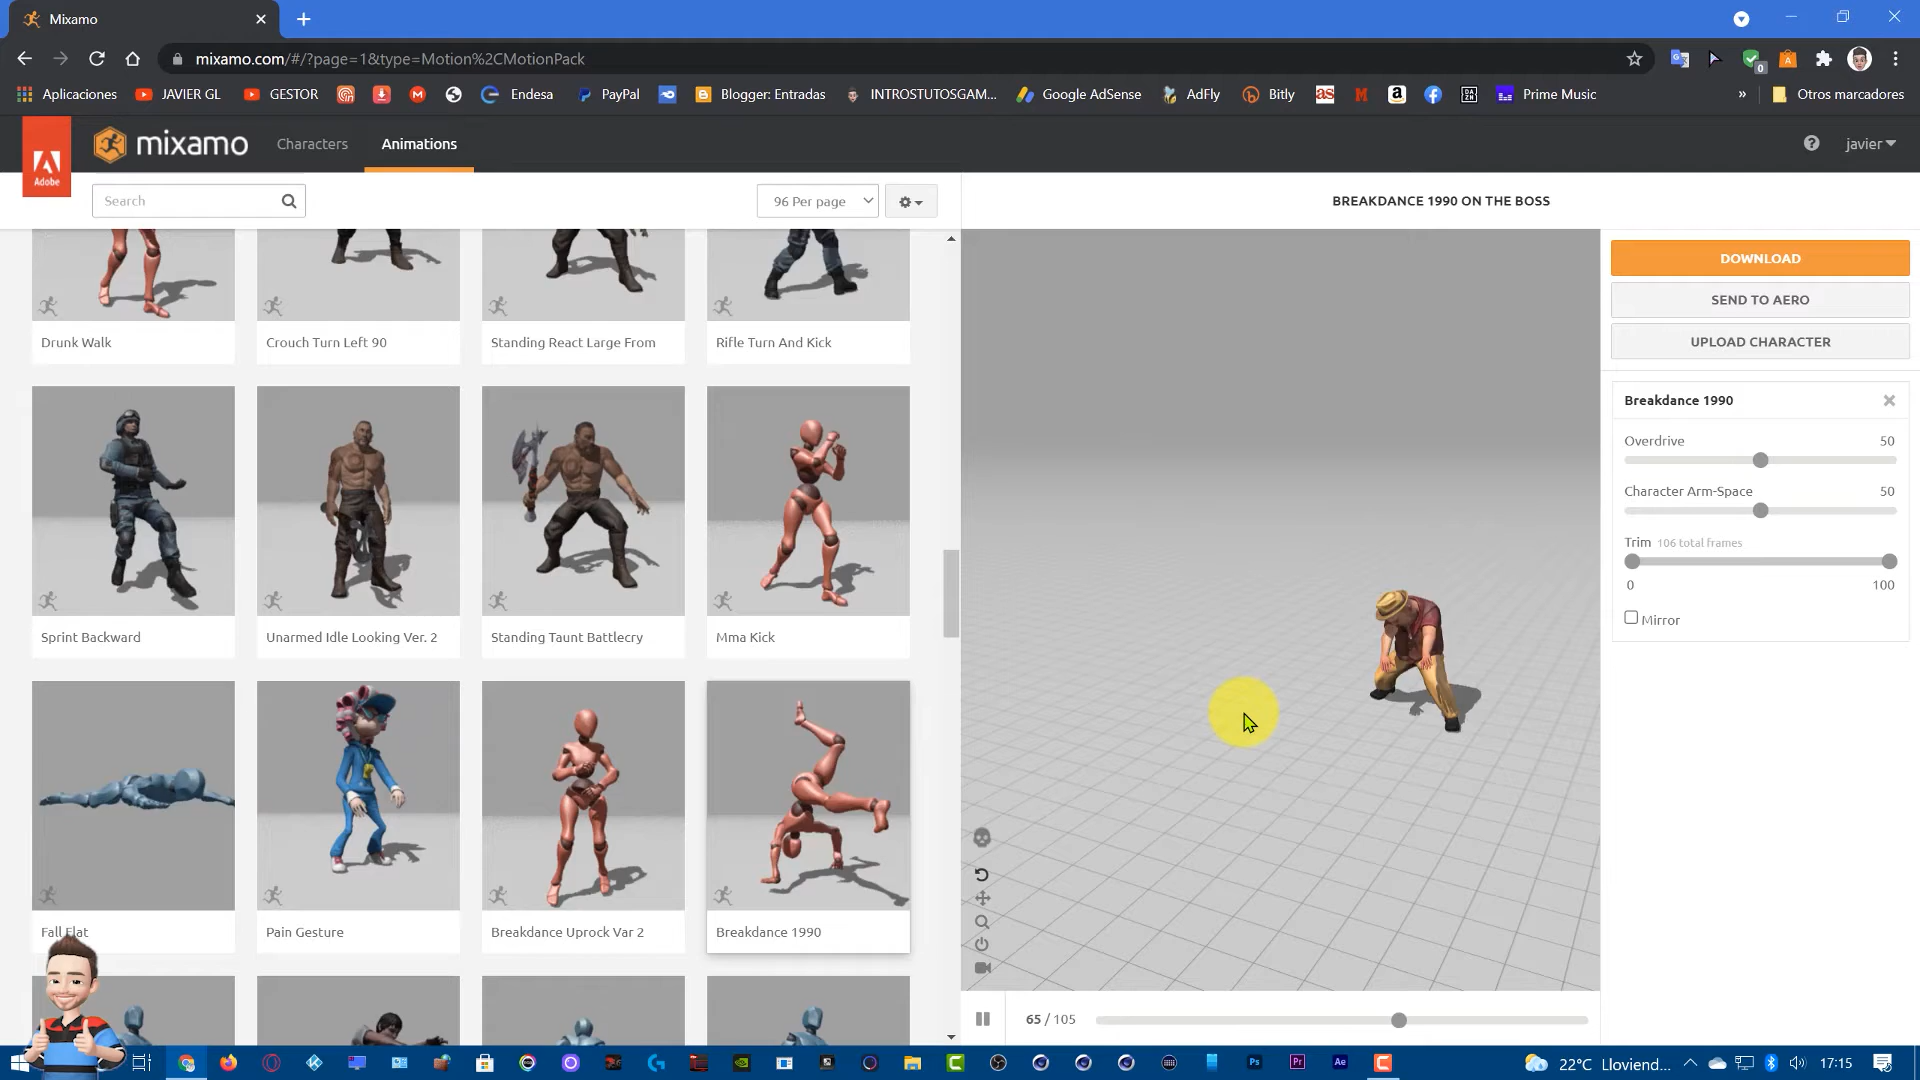 Mixamo
mixamo.com/#/?page=1&type=Motion%2CMotionPack
Aplicaciones JAVIER GL GESTOR Endesa PayPal Blogger: Entradas INTROSTUTOSGAM... Google AdSense AdFly Bitly as Prime Music » Otros marcadores
Adobe mixamo Characters Animations javier
Search 96 Per page BREAKDANCE 1990 ON THE BOSS
DOWNLOAD
SEND TO AERO
UPLOAD CHARACTER
Drunk Walk Crouch Turn Left 90 Standing React Large From Rifle Turn And Kick
Breakdance 1990
Overdrive 50
Character Arm-Space 50
Trim 106 total frames
0 100
Mirror
Sprint Backward Unarmed Idle Looking Ver. 2 Standing Taunt Battlecry Mma Kick
Fall Flat Pain Gesture Breakdance Uprock Var 2 Breakdance 1990
65 / 105
22°C Lloviend... 17:15